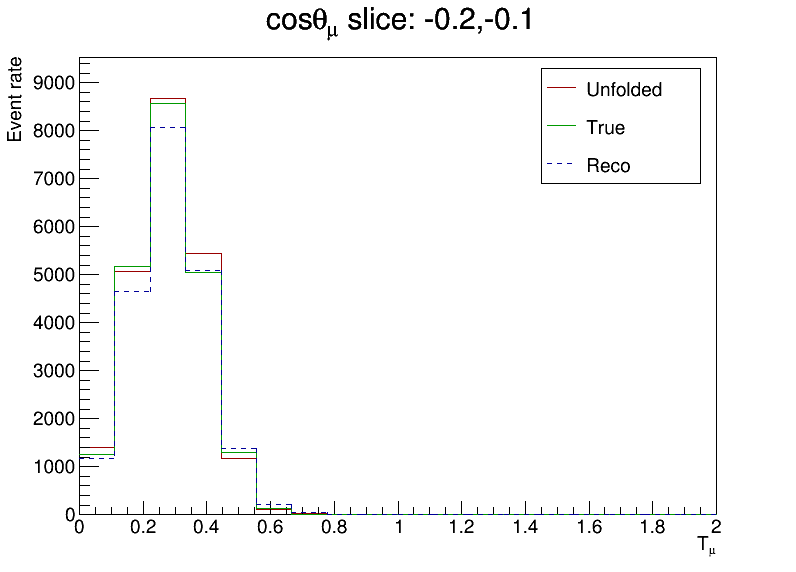 cosθμ slice: -0.2,-0.1
Event rate
9000
8000
7000
6000
5000
4000
3000
2000
1000
0
Unfolded
True
Reco
0 0.2 0.4 0.6 0.8 1 1.2 1.4 1.6 1.8 2
Tμ